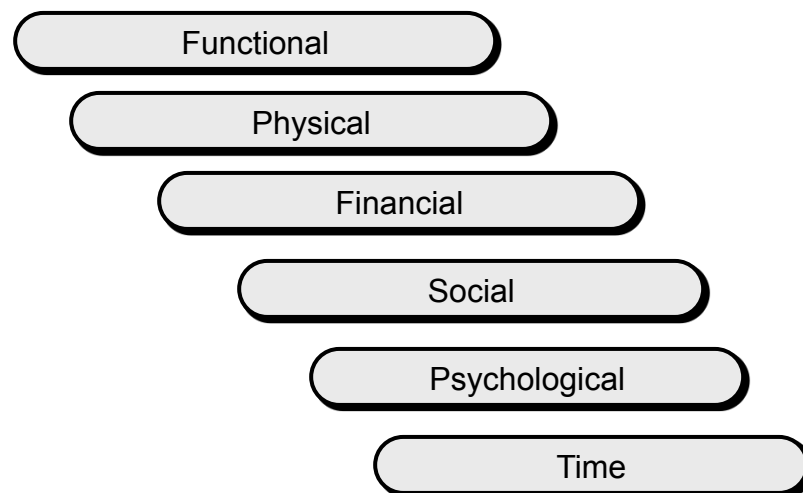 Functional
Physical
Financial
Social
Psychological
Time